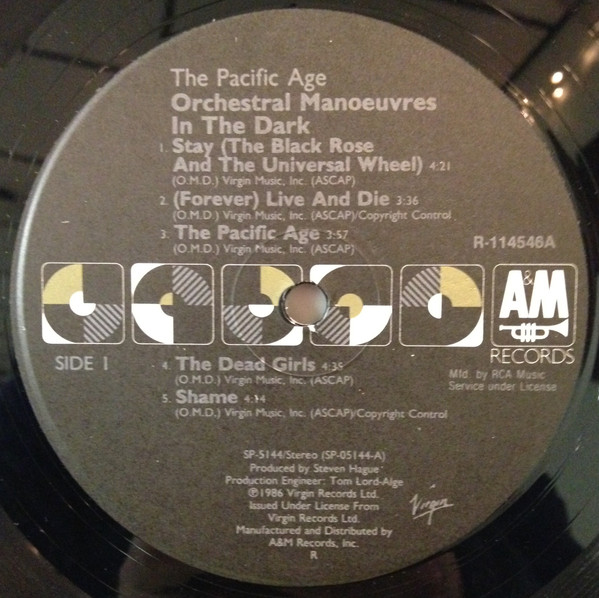 The Pacific Age
Orchestral Manoeuvres
In The Dark
1. Stay (The Black Rose
And The Universal Wheel) 4:21
(O.M.D.) Virgin Music, Inc. (ASCAP)
2. (Forever) Live And Die 3:36
(O.M.D.) Virgin Music, Inc. (ASCAP)/Copyright Control
3. The Pacific Age 3:57
(O.M.D.) Virgin Music, Inc. (ASCAP)
R-114546A
A&M
RECORDS
SIDE 1
4. The Dead Girls 4:35
(O.M.D.) Virgin Music, Inc. (ASCAP)
5. Shame 4:14
(O.M.D.) Virgin Music, Inc. (ASCAP)/Copyright Control
Mfd. by RCA Music
Service under License
SP-5144/Stereo (SP-05144-A)
Produced by Steven Hague
Production Engineer: Tom Lord-Alge
℗1986 Virgin Records Ltd.
Issued Under License From
Virgin Records Ltd.
Manufactured and Distributed by
A&M Records, Inc.
R
Virgin